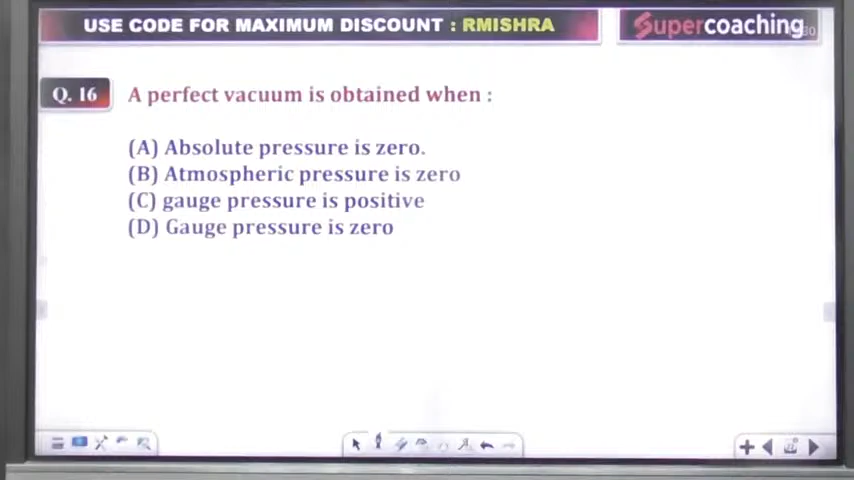 USE CODE FOR MAXIMUM DISCOUNT : RMISHRA
Supercoaching
Q. 16 A perfect vacuum is obtained when :
(A) Absolute pressure is zero.
(B) Atmospheric pressure is zero
(C) gauge pressure is positive
(D) Gauge pressure is zero